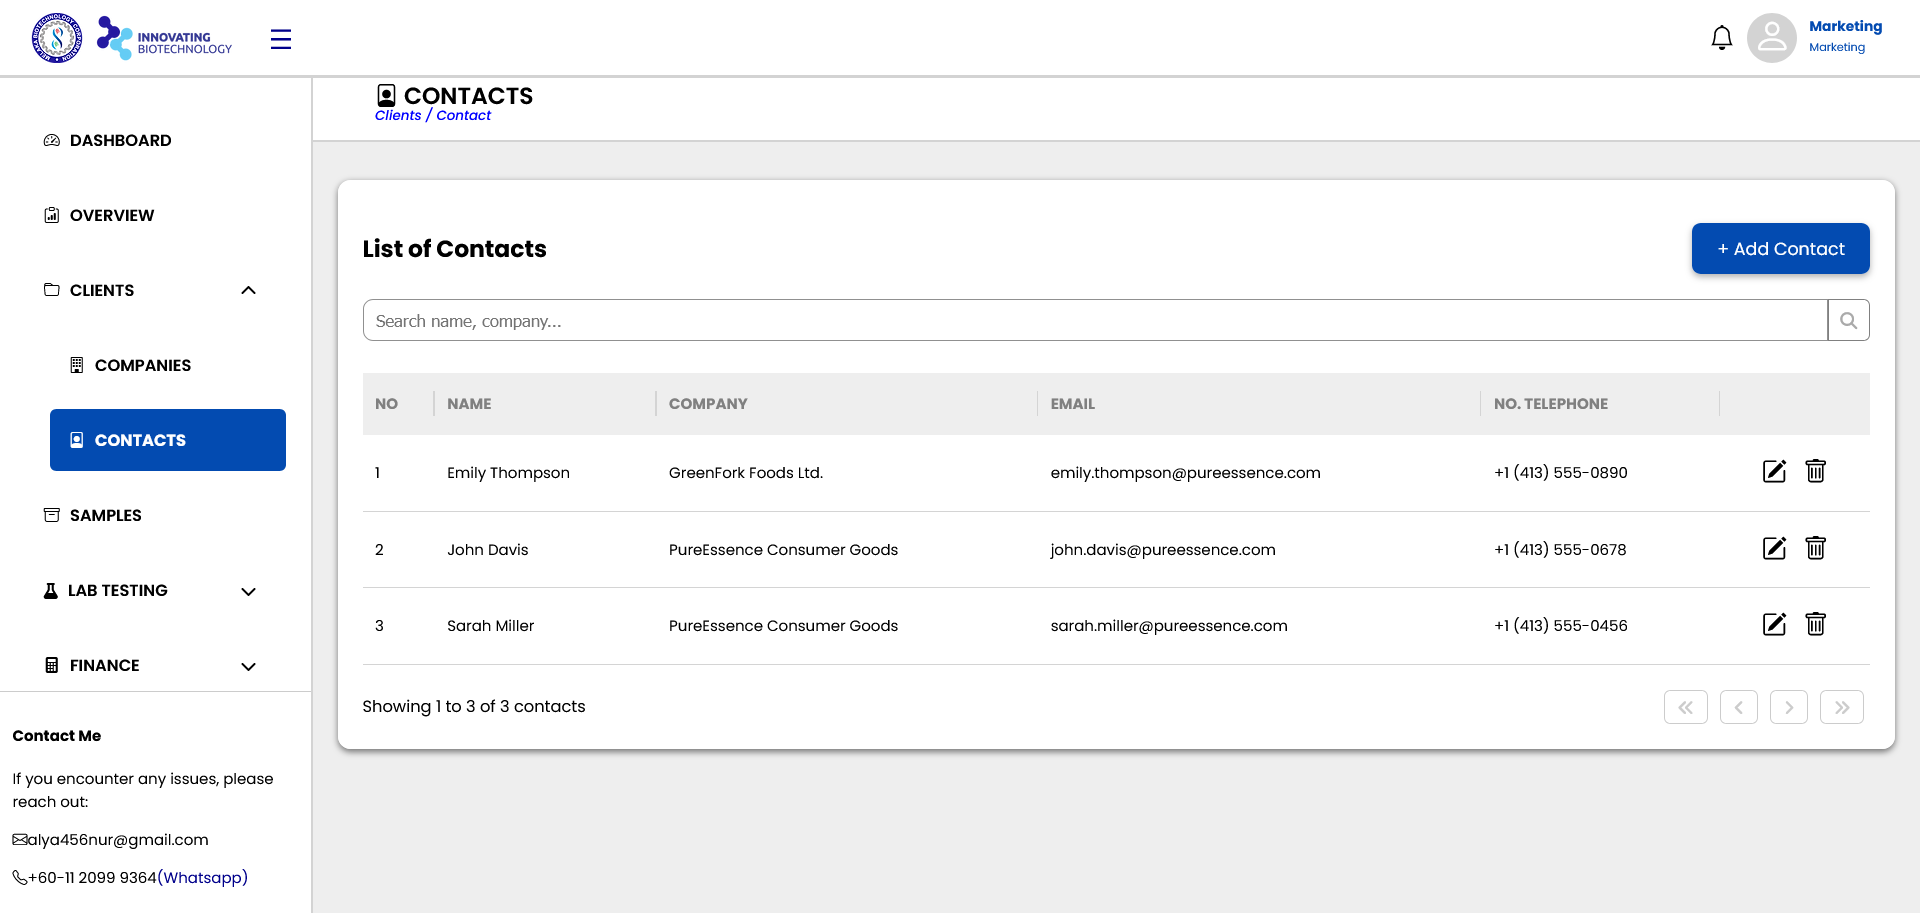 INNOVATING
BIOTECHNOLOGY
Marketing
Marketing
CONTACTS
Clients / Contact
DASHBOARD
OVERVIEW
CLIENTS
COMPANIES
CONTACTS
SAMPLES
LAB TESTING
FINANCE
Contact Me
If you encounter any issues, please
reach out:
alya456nur@gmail.com
+60-11 2099 9364(Whatsapp)
List of Contacts
+ Add Contact
Search name, company...
NO NAME COMPANY EMAIL NO. TELEPHONE
1 Emily Thompson GreenFork Foods Ltd. emily.thompson@pureessence.com +1 (413) 555-0890
2 John Davis PureEssence Consumer Goods john.davis@pureessence.com +1 (413) 555-0678
3 Sarah Miller PureEssence Consumer Goods sarah.miller@pureessence.com +1 (413) 555-0456
Showing 1 to 3 of 3 contacts